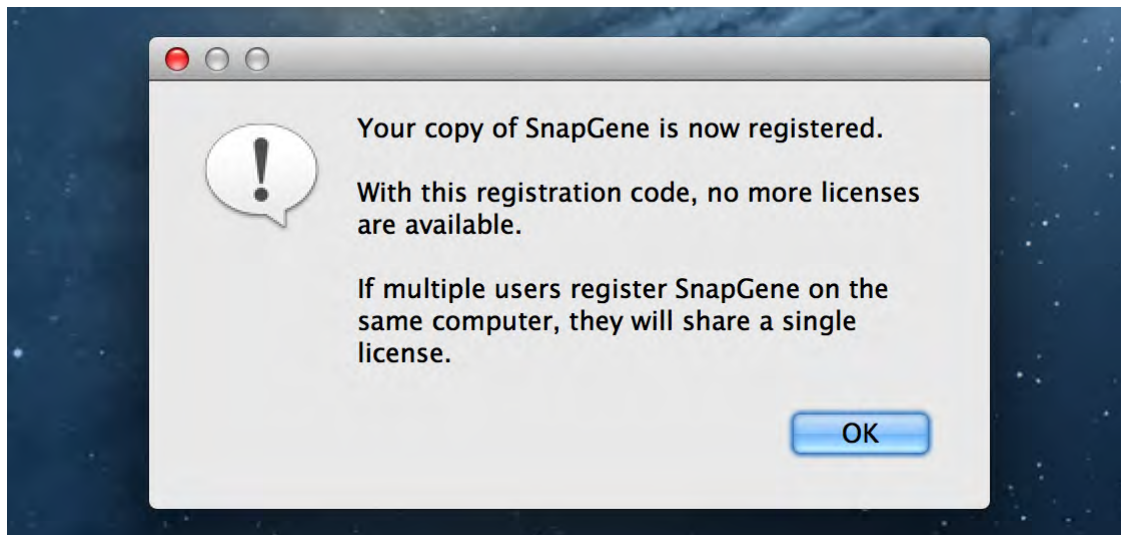 Your copy of SnapGene is now registered.
With this registration code, no more licenses
are available.
If multiple users register SnapGene on the
same computer, they will share a single
license.
OK